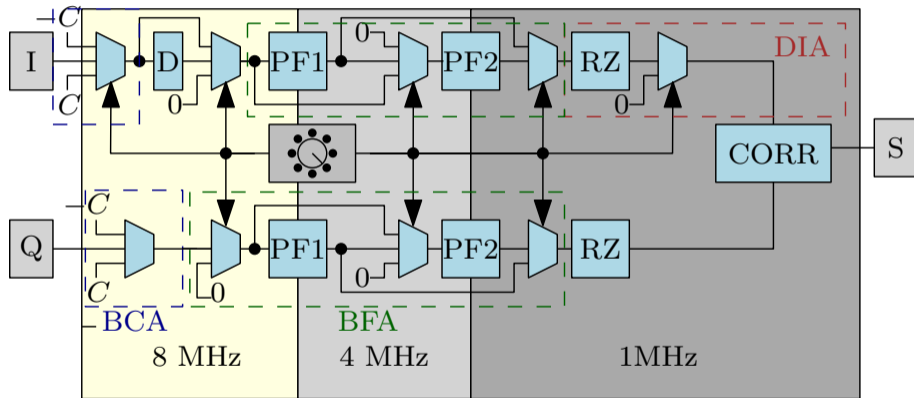 –C
0
DIA
I
D
PF1
PF2
RZ
C
0
0
CORR
S
–C
Q
PF1
PF2
RZ
C
0
0
BCA
BFA
8 MHz
4 MHz
1MHz